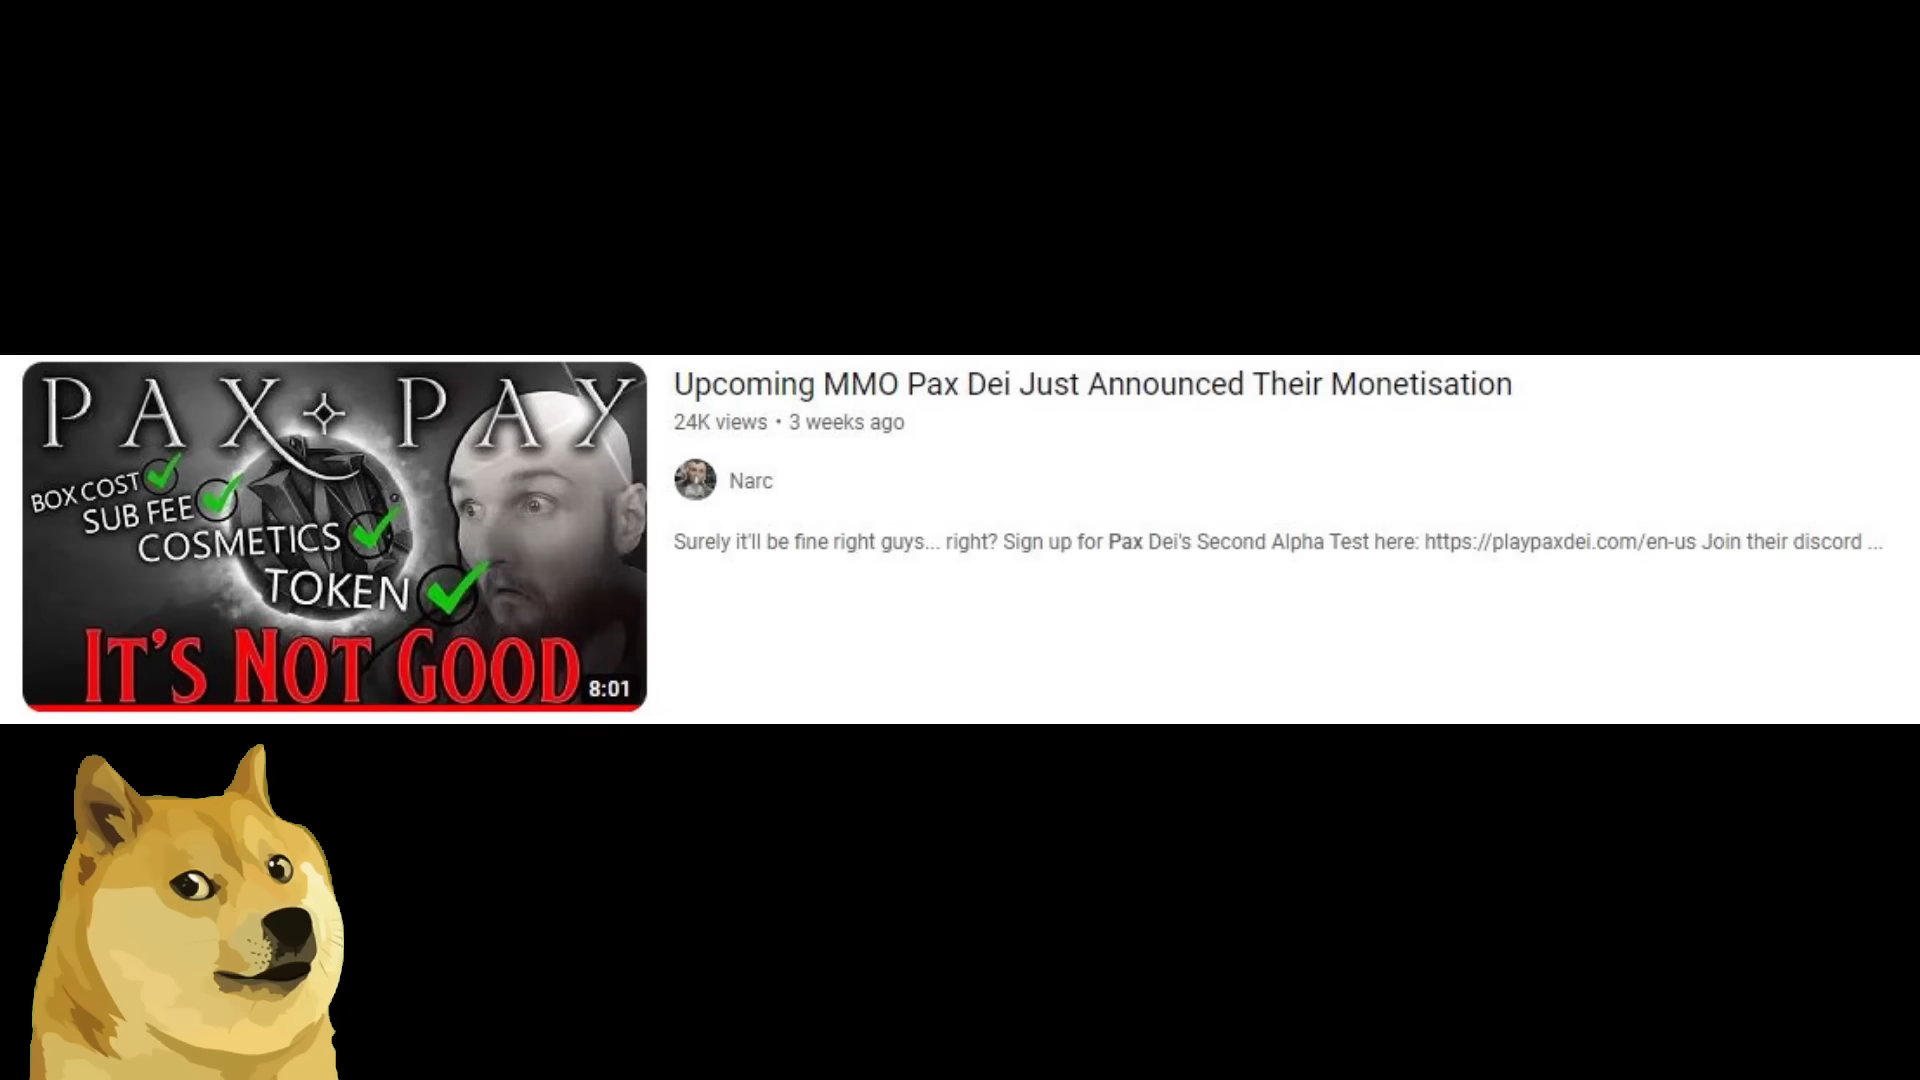 PAX PAY
BOX COST
SUB FEE
COSMETICS
TOKEN
IT'S NOT GOOD
8:01
Upcoming MMO Pax Dei Just Announced Their Monetisation
24K views • 3 weeks ago
Narc
Surely it'll be fine right guys... right? Sign up for Pax Dei's Second Alpha Test here: https://playpaxdei.com/en-us Join their discord ...